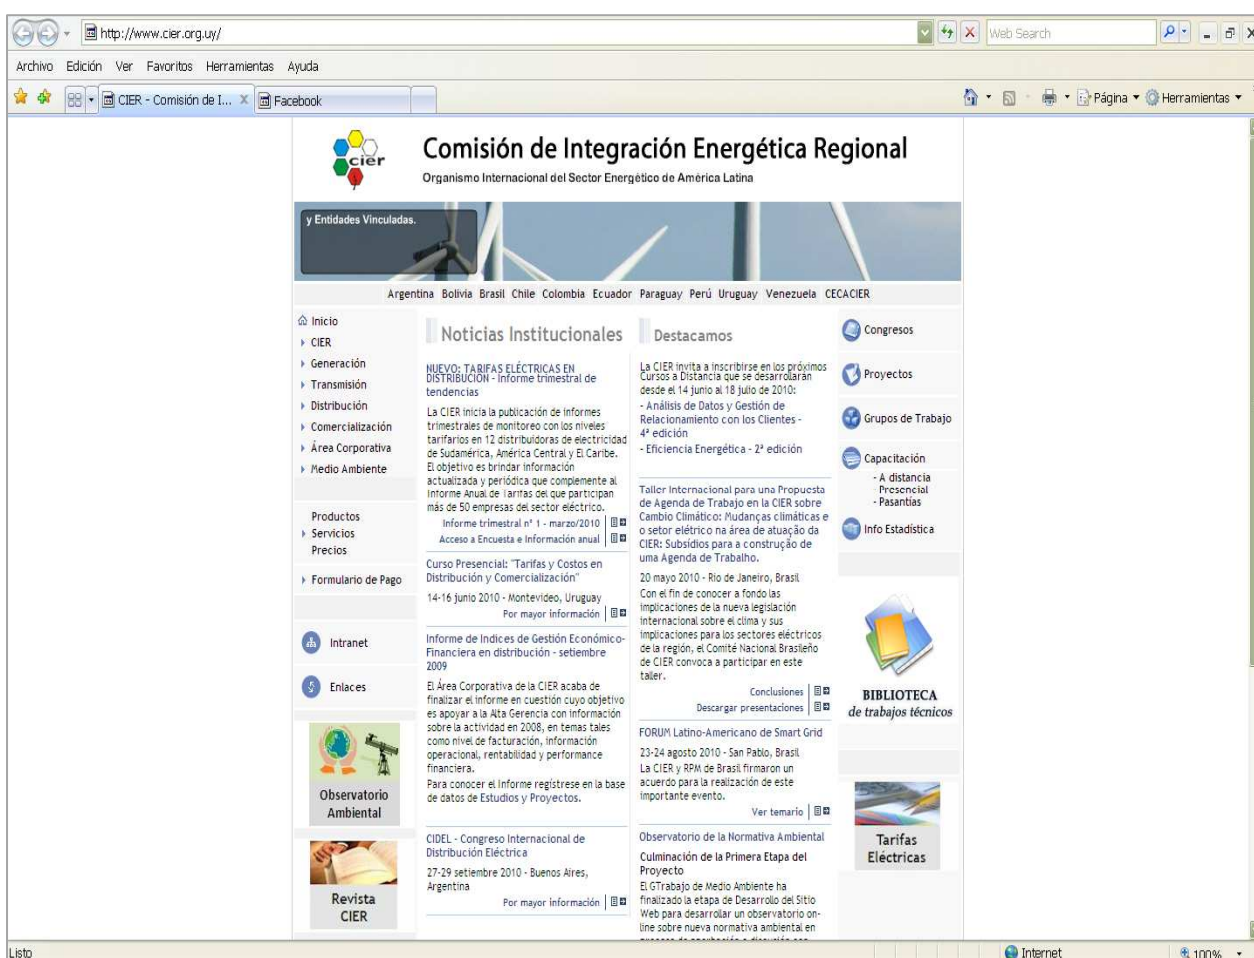 http://www.cier.org.uy/
Web Search
Archivo Edición Ver Favoritos Herramientas Ayuda
CIER - Comisión de I...
Facebook
Página
Herramientas
cier
Comisión de Integración Energética Regional
Organismo Internacional del Sector Energético de América Latina
y Entidades Vinculadas.
Argentina Bolivia Brasil Chile Colombia Ecuador Paraguay Perú Uruguay Venezuela CECACIER
Inicio
CIER
Generación
Transmisión
Distribución
Comercialización
Área Corporativa
Medio Ambiente
Productos
Servicios
Precios
Formulario de Pago
Intranet
Enlaces
Observatorio
Ambiental
Revista
CIER
Noticias Institucionales
NUEVO: TARIFAS ELÉCTRICAS EN
DISTRIBUCIÓN - Informe trimestral de
tendencias
La CIER inicia la publicación de informes
trimestrales de monitoreo con los niveles
tarifarios en 12 distribuidoras de electricidad
de Sudamérica, América Central y El Caribe.
El objetivo es brindar información
actualizada y periódica que complemente al
Informe Anual de Tarifas del que participan
más de 50 empresas del sector eléctrico.
Informe trimestral n° 1 - marzo/2010
Acceso a Encuesta e Información anual
Curso Presencial: "Tarifas y Costos en
Distribución y Comercialización"
14-16 junio 2010 - Montevideo, Uruguay
Por mayor información
Informe de Indices de Gestión Económico-
Financiera en distribución - setiembre
2009
El Área Corporativa de la CIER acaba de
finalizar el informe en cuestión cuyo objetivo
es apoyar a la Alta Gerencia con información
sobre la actividad en 2008, en temas tales
como nivel de facturación, información
operacional, rentabilidad y performance
financiera.
Para conocer el Informe regístrese en la base
de datos de Estudios y Proyectos.
CIDEL - Congreso Internacional de
Distribución Eléctrica
27-29 setiembre 2010 - Buenos Aires,
Argentina
Por mayor información
Destacamos
La CIER invita a inscribirse en los próximos
Cursos a Distancia que se desarrollarán
desde el 14 junio al 18 julio de 2010:
- Análisis de Datos y Gestión de
Relacionamiento con los Clientes -
4ª edición
- Eficiencia Energética - 2ª edición
Taller Internacional para una Propuesta
de Agenda de Trabajo en la CIER sobre
Cambio Climático: Mudanças climáticas e
o setor elétrico na área de atuação da
CIER: Subsídios para a construção de
uma Agenda de Trabalho.
20 mayo 2010 - Rio de Janeiro, Brasil
Con el fin de conocer a fondo las
implicaciones de la nueva legislación
internacional sobre el clima y sus
implicaciones para los sectores eléctricos
de la región, el Comité Nacional Brasileño
de CIER convoca a participar en este
taller.
Conclusiones
Descargar presentaciones
FORUM Latino-Americano de Smart Grid
23-24 agosto 2010 - San Pablo, Brasil
La CIER y RPM de Brasil firmaron un
acuerdo para la realización de este
importante evento.
Ver temario
Observatorio de la Normativa Ambiental
Culminación de la Primera Etapa del
Proyecto
El GTrabajo de Medio Ambiente ha
finalizado la etapa de Desarrollo del Sitio
Web para desarrollar un observatorio on-
line sobre nueva normativa ambiental en
Congresos
Proyectos
Grupos de Trabajo
Capacitación
- A distancia
Presencial
- Pasantías
Info Estadística
BIBLIOTECA
de trabajos técnicos
Tarifas
Eléctricas
Listo
Internet
100%